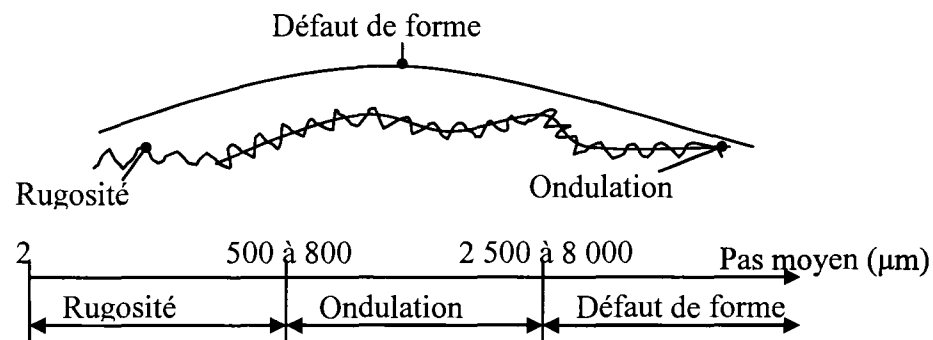 Défaut de forme
Rugosité
Ondulation
2 500 à 800 2 500 à 8 000 Pas moyen (μm)
Rugosité Ondulation Défaut de forme